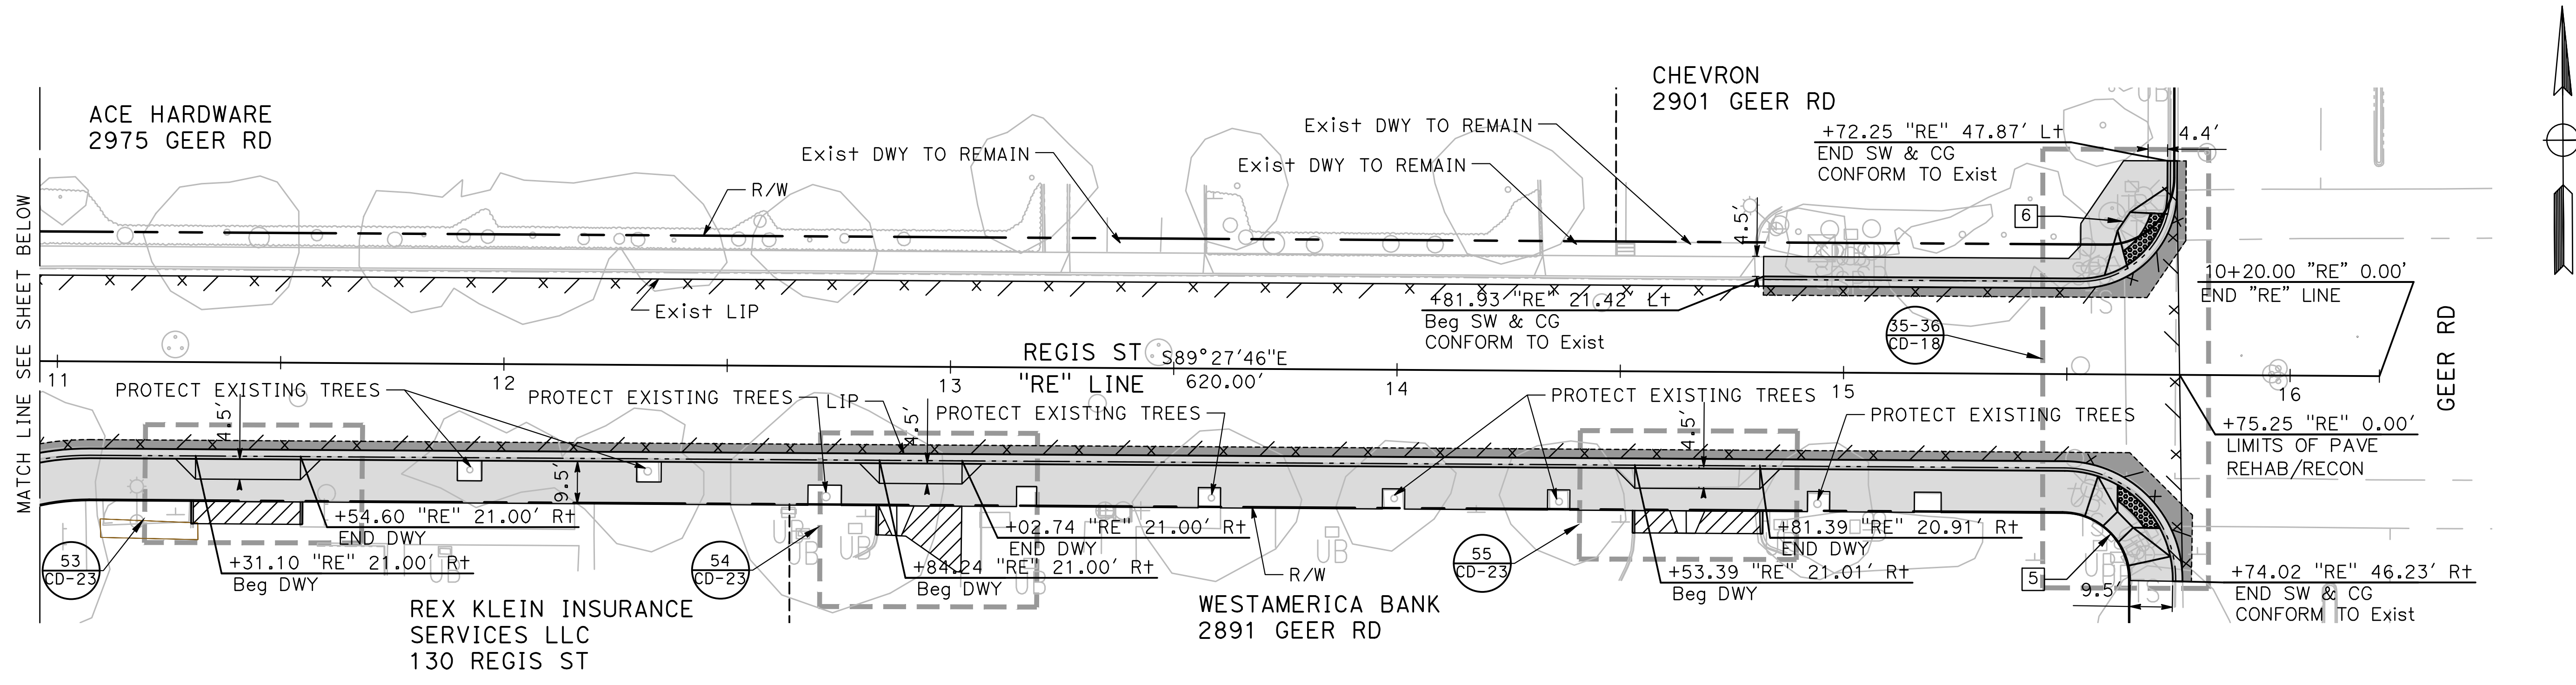 ACE HARDWARE
2975 GEER RD
CHEVRON
2901 GEER RD
Exist DWY TO REMAIN
Exist DWY TO REMAIN
Exist DWY TO REMAIN
+72.25 "RE" 47.87' Lt
END SW & CG
CONFORM TO Exist
4.4'
UB
R/W
6
4.5'
MATCH LINE SEE SHEET BELOW
Exist LIP
+81.93 "RE" 21.42' Lt
Beg SW & CG
CONFORM TO Exist
35-36
CD-18
TS
10+20.00 "RE" 0.00'
END "RE" LINE
GEER RD
REGIS ST
S89°27'46"E
"RE" LINE
620.00'
11
12
13
14
15
16
PROTECT EXISTING TREES
PROTECT EXISTING TREES
LIP
PROTECT EXISTING TREES
PROTECT EXISTING TREES
PROTECT EXISTING TREES
4.5'
4.5'
4.5'
9.5'
+75.25 "RE" 0.00'
LIMITS OF PAVE
REHAB/RECON
+54.60 "RE" 21.00' Rt
END DWY
+31.10 "RE" 21.00' Rt
Beg DWY
53
CD-23
54
CD-23
UB
UB
UB
UB
+02.74 "RE" 21.00' Rt
END DWY
+84.24 "RE" 21.00' Rt
Beg DWY
R/W
55
CD-23
UB
+81.39 "RE" 20.91' Rt
END DWY
+53.39 "RE" 21.01' Rt
Beg DWY
5
9.5'
+74.02 "RE" 46.23' Rt
END SW & CG
CONFORM TO Exist
REX KLEIN INSURANCE
SERVICES LLC
130 REGIS ST
WESTAMERICA BANK
2891 GEER RD